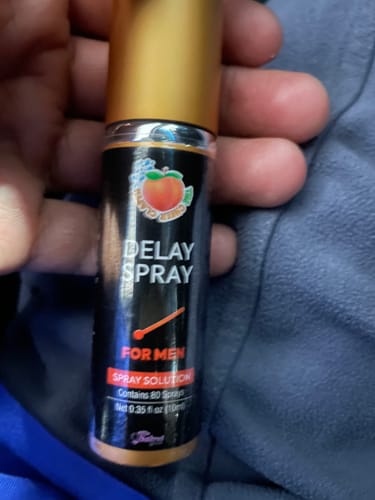 DELAY
SPRAY
FOR MEN
SPRAY SOLUTION
Contains 80 Sprays
Net 0.35 fl oz (10ml)